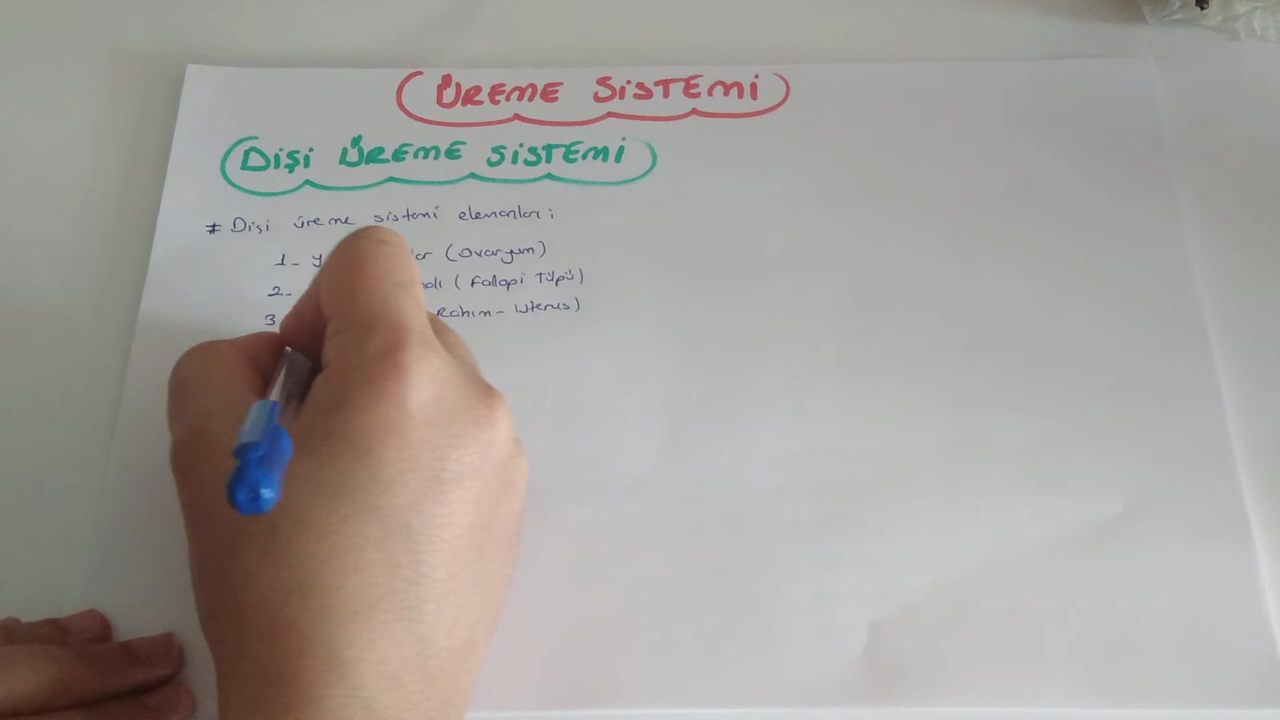 ÜREME SİSTEMİ
DİŞİ ÜREME SİSTEMİ
# Dişi üreme sistemi elemanları:
1- (Ovaryum)
2- (Fallopi Tüpü)
3 Rahim - Uterus)